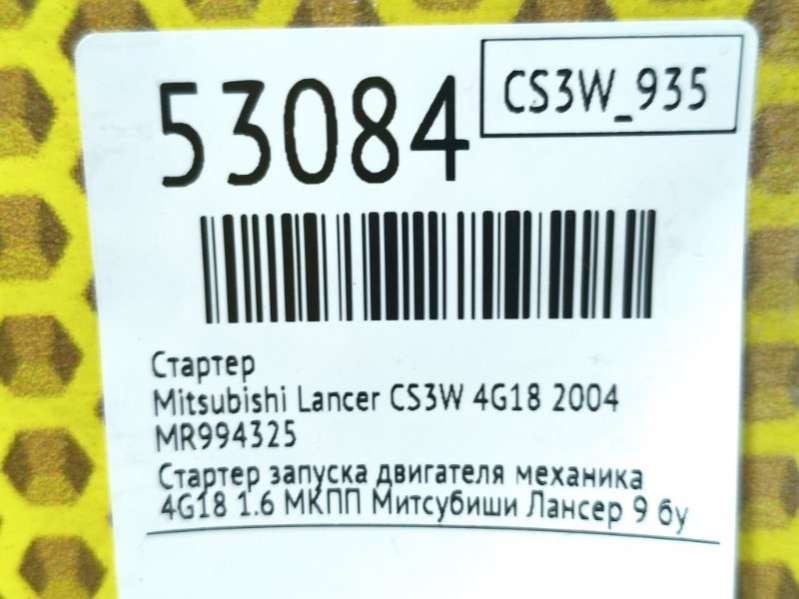 53084
CS3W_935
Стартер
Mitsubishi Lancer CS3W 4G18 2004
MR994325
Стартер запуска двигателя механика
4G18 1.6 МКПП Митсубиши Лансер 9 бу